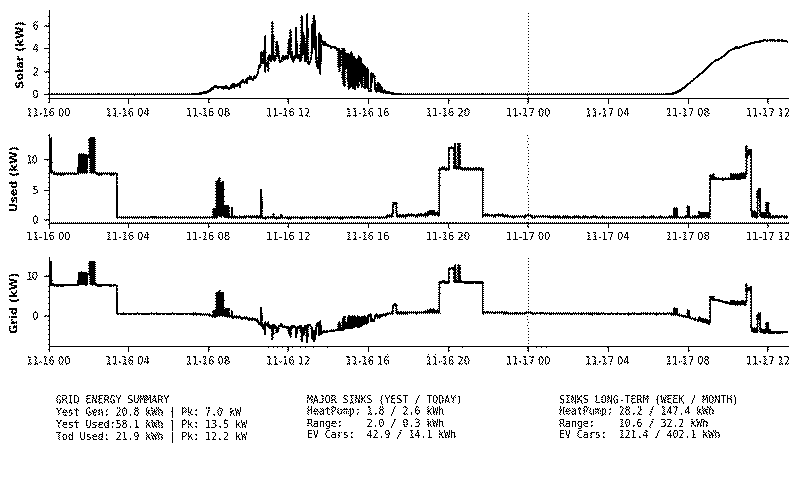 Solar (kW)
6
4
2
0
11-16 00 11-16 04 11-16 08 11-16 12 11-16 16 11-16 20 11-17 00 11-17 04 11-17 08 11-17 12
Used (kW)
10
5
0
11-16 00 11-16 04 11-16 08 11-16 12 11-16 16 11-16 20 11-17 00 11-17 04 11-17 08 11-17 12
Grid (kW)
10
0
11-16 00 11-16 04 11-16 08 11-16 12 11-16 16 11-16 20 11-17 00 11-17 04 11-17 08 11-17 12
GRID ENERGY SUMMARY
Yest Gen: 20.8 kWh | Pk: 7.0 kW
Yest Used:58.1 kWh | Pk: 13.5 kW
Tod Used: 21.9 kWh | Pk: 12.2 kW
MAJOR SINKS (YEST / TODAY)
HeatPump: 1.8 / 2.6 kWh
Range: 2.0 / 0.3 kWh
EV Cars: 42.9 / 14.1 kWh
SINKS LONG-TERM (WEEK / MONTH)
HeatPump: 28.2 / 147.4 kWh
Range: 10.6 / 32.2 kWh
EV Cars: 121.4 / 402.1 kWh